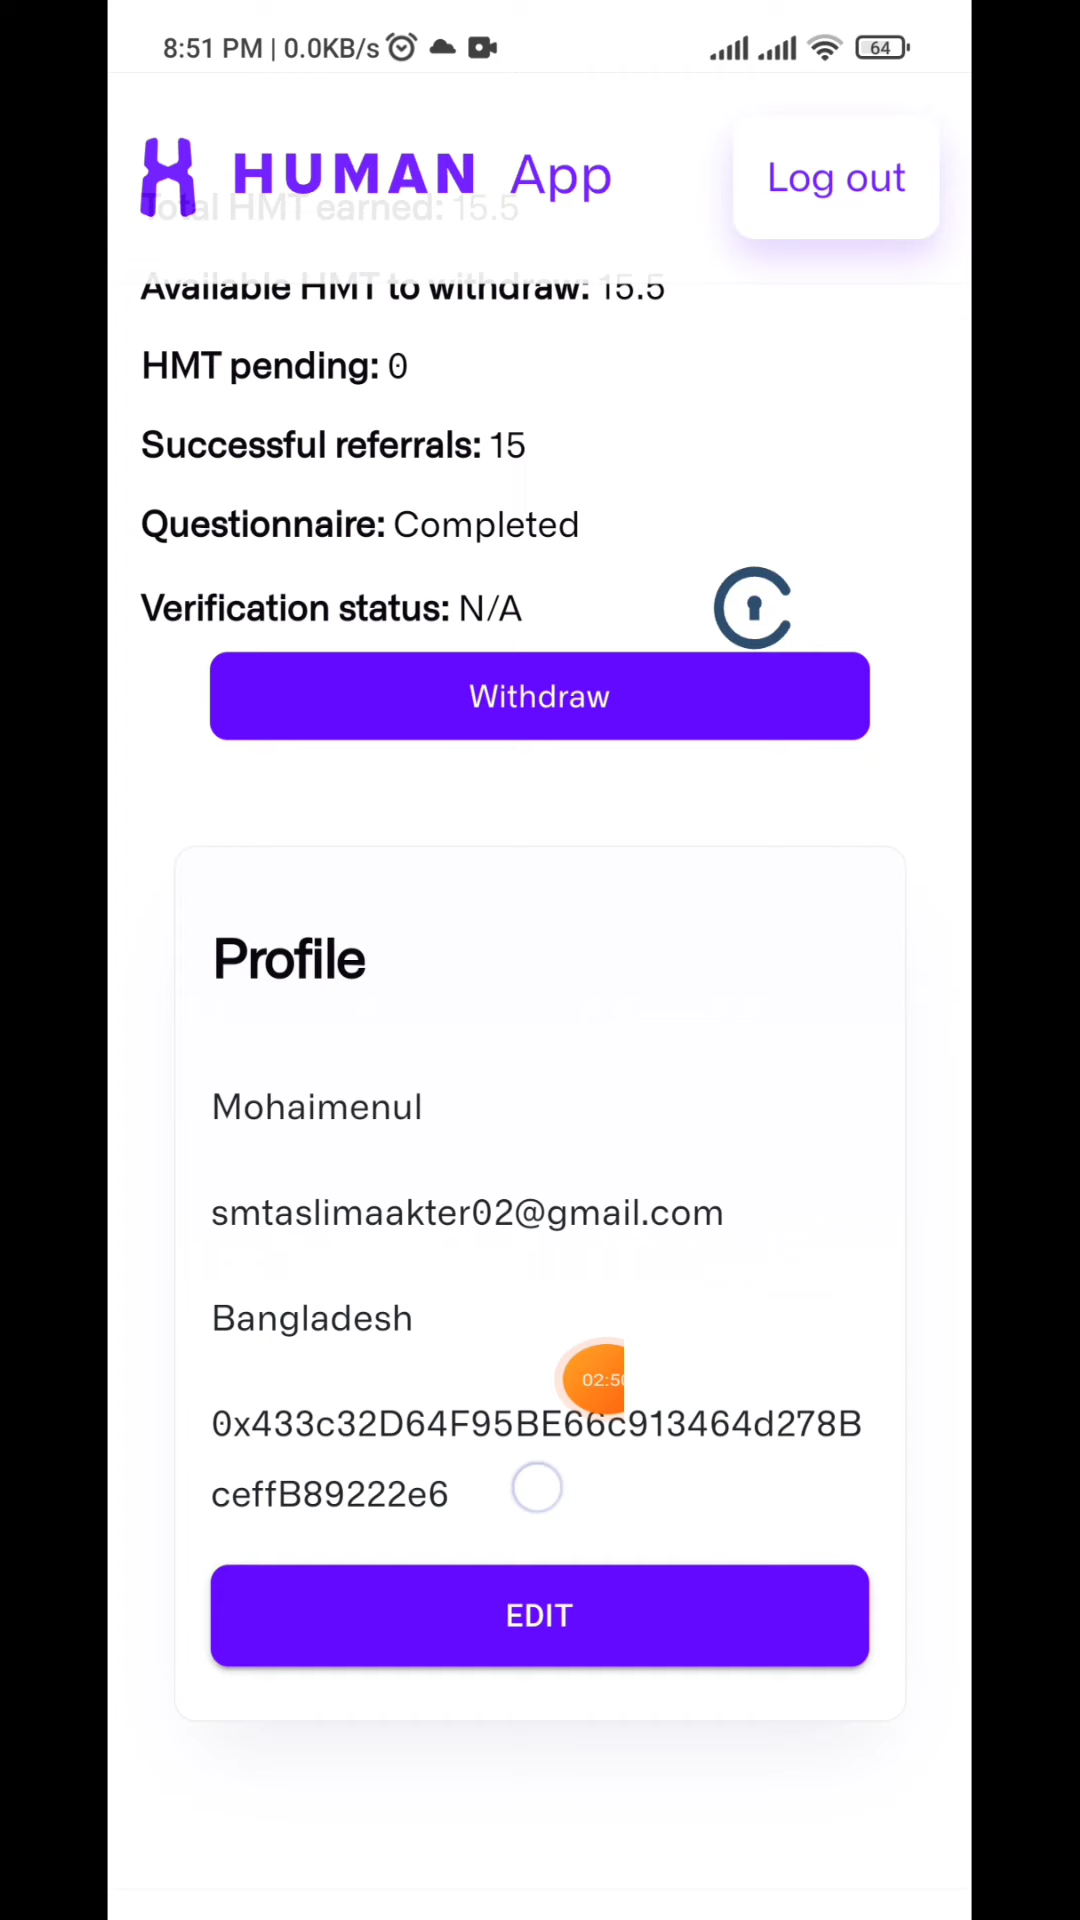 8:51 PM | 0.0KB/s
64
HUMAN App
Log out
Total HMT earned: 15.5
Available HMT to withdraw: 15.5
HMT pending: 0
Successful referrals: 15
Questionnaire: Completed
Verification status: N/A
Withdraw
Profile
Mohaimenul
smtaslimaakter02@gmail.com
Bangladesh
02:50
0x433c32D64F95BE66c913464d278B
ceffB89222e6
EDIT